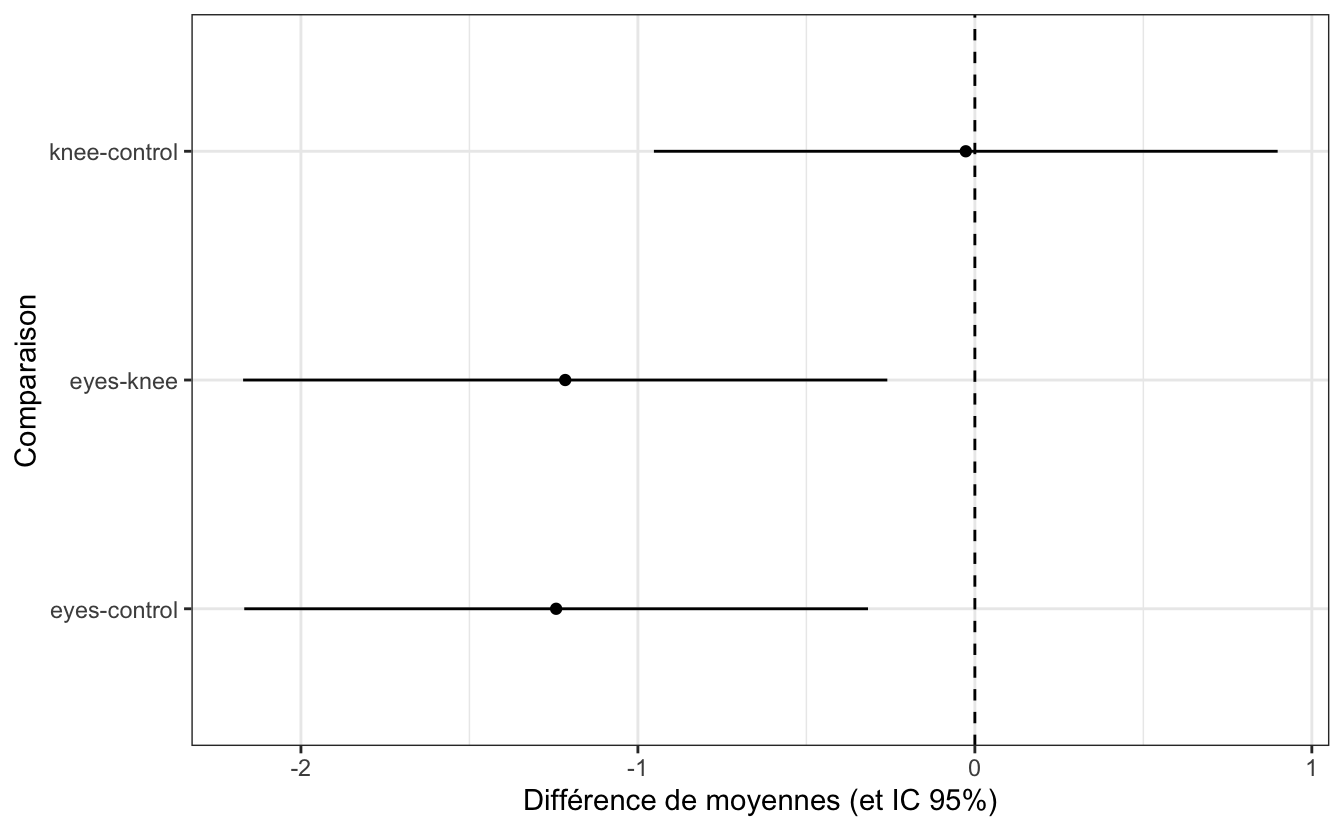 knee-control
eyes-knee
eyes-control
Comparaison
-2
-1
0
1
Différence de moyennes (et IC 95%)